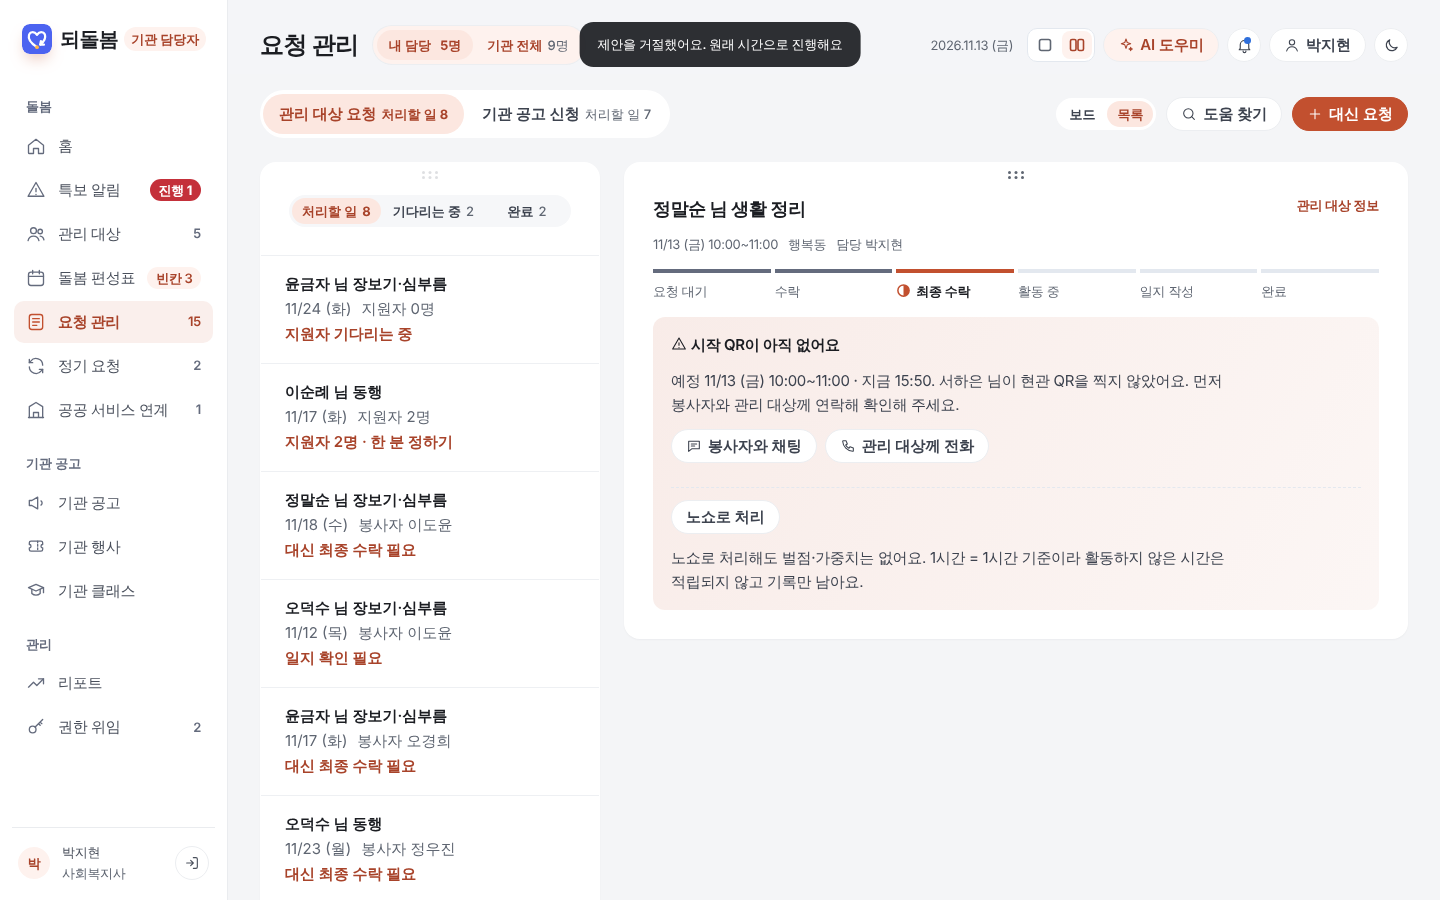 되돌봄 기관 담당자
돌봄
홈
특보 알림 진행 1
관리 대상 5
돌봄 편성표 빈칸 3
요청 관리 15
정기 요청 2
공공 서비스 연계 1
기관 공고
기관 공고
기관 행사
기관 클래스
관리
리포트
권한 위임 2
박 박지현
사회복지사
요청 관리 내 담당 5명 기관 전체 9명
제안을 거절했어요. 원래 시간으로 진행해요
2026.11.13 (금) AI 도우미 박지현
관리 대상 요청 처리할 일 8 기관 공고 신청 처리할 일 7
보드 목록 도움 찾기 대신 요청
처리할 일 8 기다리는 중 2 완료 2
윤금자 님 장보기·심부름
11/24 (화) 지원자 0명
지원자 기다리는 중
이순례 님 동행
11/17 (화) 지원자 2명
지원자 2명 · 한 분 정하기
정말순 님 장보기·심부름
11/18 (수) 봉사자 이도윤
대신 최종 수락 필요
오덕수 님 장보기·심부름
11/12 (목) 봉사자 이도윤
일지 확인 필요
윤금자 님 장보기·심부름
11/17 (화) 봉사자 오경희
대신 최종 수락 필요
오덕수 님 동행
11/23 (월) 봉사자 정우진
대신 최종 수락 필요
정말순 님 생활 정리 관리 대상 정보
11/13 (금) 10:00~11:00 행복동 담당 박지현
요청 대기 수락 최종 수락 활동 중 일지 작성 완료
시작 QR이 아직 없어요
예정 11/13 (금) 10:00~11:00 · 지금 15:50. 서하은 님이 현관 QR을 찍지 않았어요. 먼저
봉사자와 관리 대상께 연락해 확인해 주세요.
봉사자와 채팅 관리 대상께 전화
노쇼로 처리
노쇼로 처리해도 벌점·가중치는 없어요. 1시간 = 1시간 기준이라 활동하지 않은 시간은
적립되지 않고 기록만 남아요.